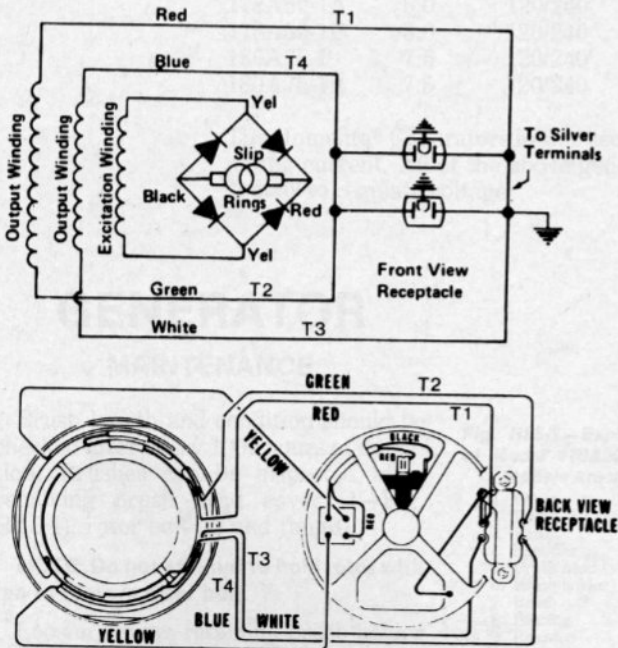 Red T1
Blue T4
Yel
To Silver
Terminals
Slip
Rings
Output Winding
Output Winding
Excitation Winding
Black
Red
Yel
Front View
Receptacle
Green T2
White T3
GREEN T2
RED T1
YELLOW
BLACK
RED
RED
BACK VIEW
RECEPTACLE
T3
T4
BLUE WHITE
YELLOW